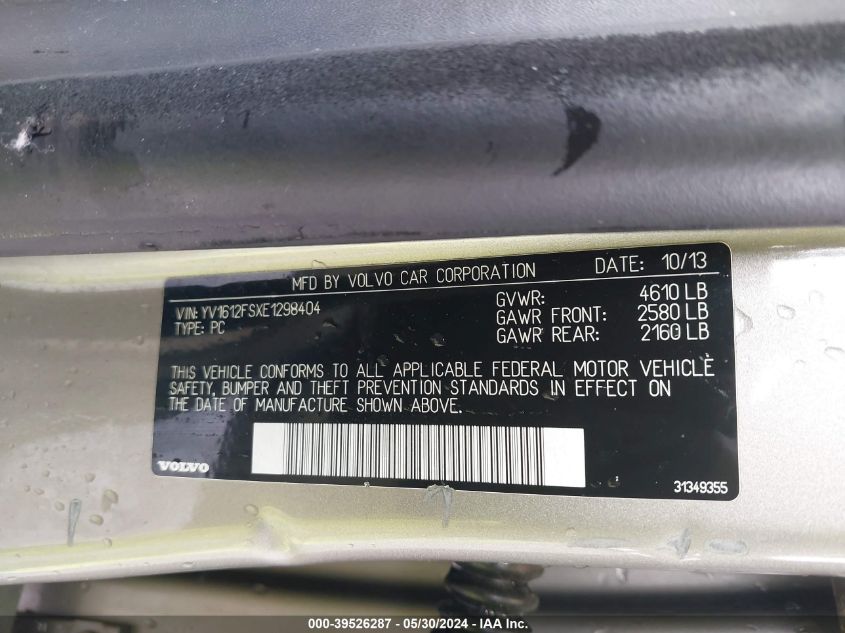 MFD BY VOLVO CAR CORPORATION DATE: 10/13
VIN: YV1612FSXE1298404 GVWR: 4610 LB
TYPE: PC GAWR FRONT: 2580 LB
GAWR REAR: 2160 LB
THIS VEHICLE CONFORMS TO ALL APPLICABLE FEDERAL MOTOR VEHICLE
SAFETY, BUMPER AND THEFT PREVENTION STANDARDS IN EFFECT ON
THE DATE OF MANUFACTURE SHOWN ABOVE.
VOLVO
31349355
000-39526287 - 05/30/2024 - IAA Inc.